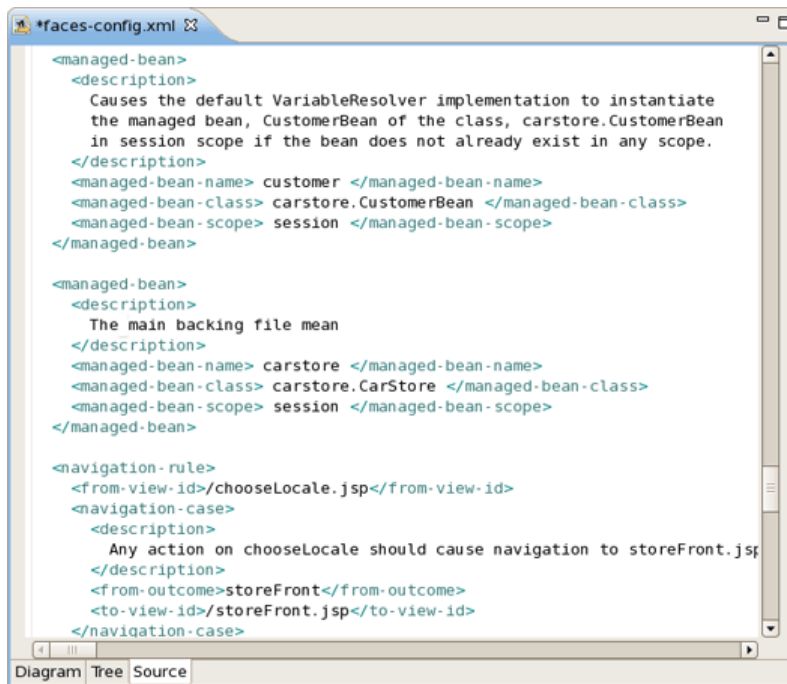 *faces-config.xml
<managed-bean>
<description>
Causes the default VariableResolver implementation to instantiate
the managed bean, CustomerBean of the class, carstore.CustomerBean
in session scope if the bean does not already exist in any scope.
</description>
<managed-bean-name> customer </managed-bean-name>
<managed-bean-class> carstore.CustomerBean </managed-bean-class>
<managed-bean-scope> session </managed-bean-scope>
</managed-bean>
<managed-bean>
<description>
The main backing file mean
</description>
<managed-bean-name> carstore </managed-bean-name>
<managed-bean-class> carstore.CarStore </managed-bean-class>
<managed-bean-scope> session </managed-bean-scope>
</managed-bean>
<navigation-rule>
<from-view-id>/chooseLocale.jsp</from-view-id>
<navigation-case>
<description>
Any action on chooseLocale should cause navigation to storeFront.jsp
</description>
<from-outcome>storeFront</from-outcome>
<to-view-id>/storeFront.jsp</to-view-id>
</navigation-case>
Diagram Tree Source